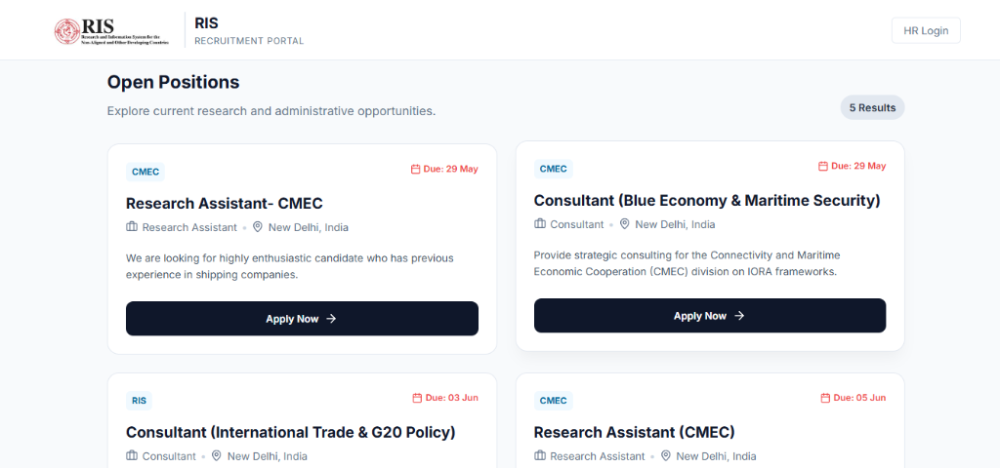 RIS
Research and Information System for the
Non-Aligned and Other Developing Countries
RIS
RECRUITMENT PORTAL
HR Login
Open Positions
Explore current research and administrative opportunities.
5 Results
CMEC
Due: 29 May
Research Assistant- CMEC
Research Assistant • New Delhi, India
We are looking for highly enthusiastic candidate who has previous
experience in shipping companies.
Apply Now →
CMEC
Due: 29 May
Consultant (Blue Economy & Maritime Security)
Consultant • New Delhi, India
Provide strategic consulting for the Connectivity and Maritime
Economic Cooperation (CMEC) division on IORA frameworks.
Apply Now →
RIS
Due: 03 Jun
Consultant (International Trade & G20 Policy)
Consultant • New Delhi, India
CMEC
Due: 05 Jun
Research Assistant (CMEC)
Research Assistant • New Delhi, India